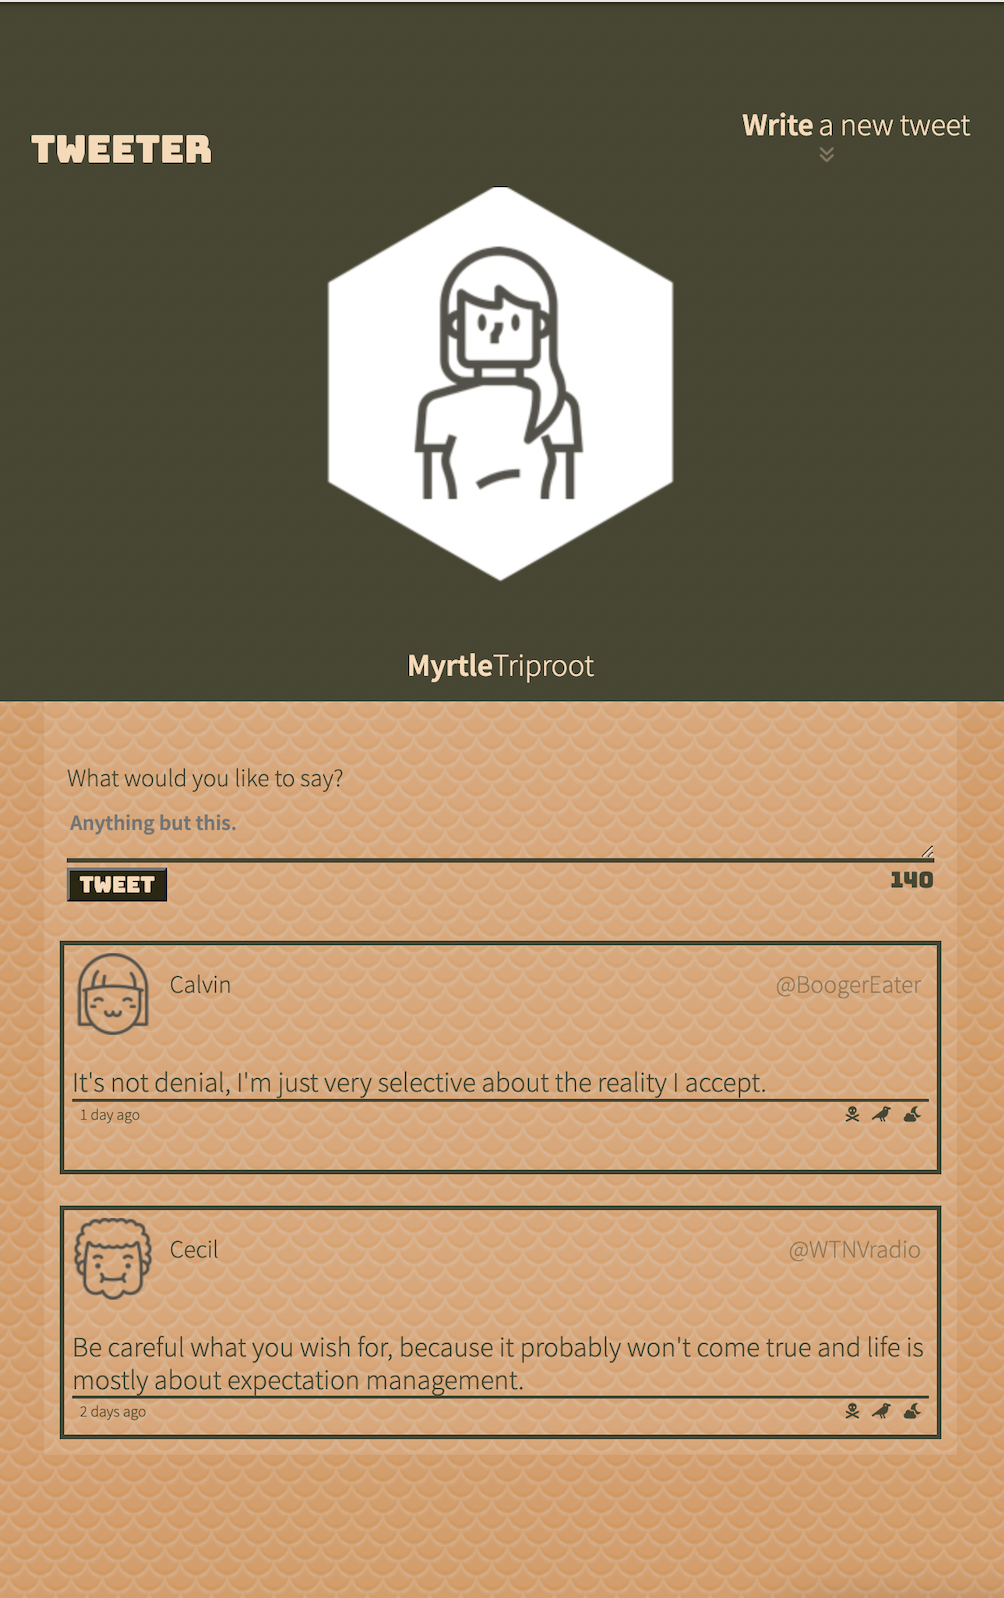 TWEETER
Write a new tweet
MyrtleTriproot
What would you like to say?
Anything but this.
TWEET
140
Calvin
@BoogerEater
It's not denial, I'm just very selective about the reality I accept.
1 day ago
Cecil
@WTNVradio
Be careful what you wish for, because it probably won't come true and life is
mostly about expectation management.
2 days ago